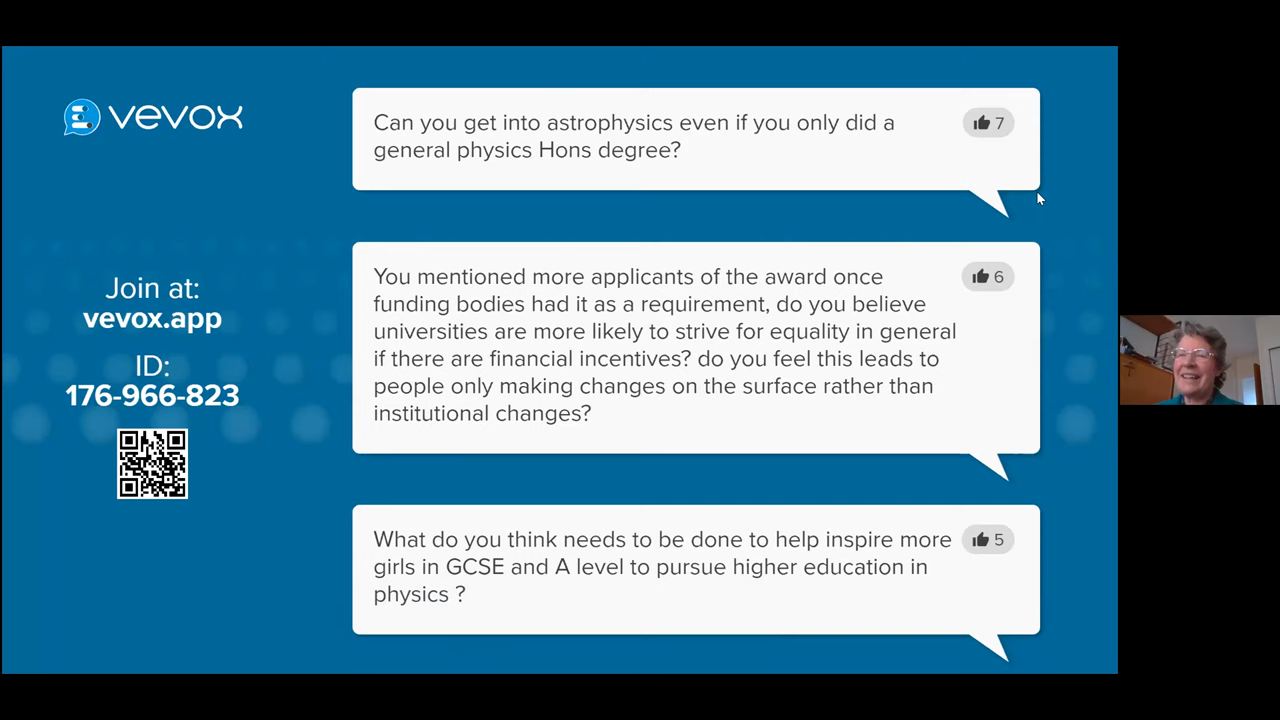 vevox
Join at:
vevox.app
ID:
176-966-823
Can you get into astrophysics even if you only did a
general physics Hons degree?
7
You mentioned more applicants of the award once
funding bodies had it as a requirement, do you believe
universities are more likely to strive for equality in general
if there are financial incentives? do you feel this leads to
people only making changes on the surface rather than
institutional changes?
6
What do you think needs to be done to help inspire more
girls in GCSE and A level to pursue higher education in
physics ?
5